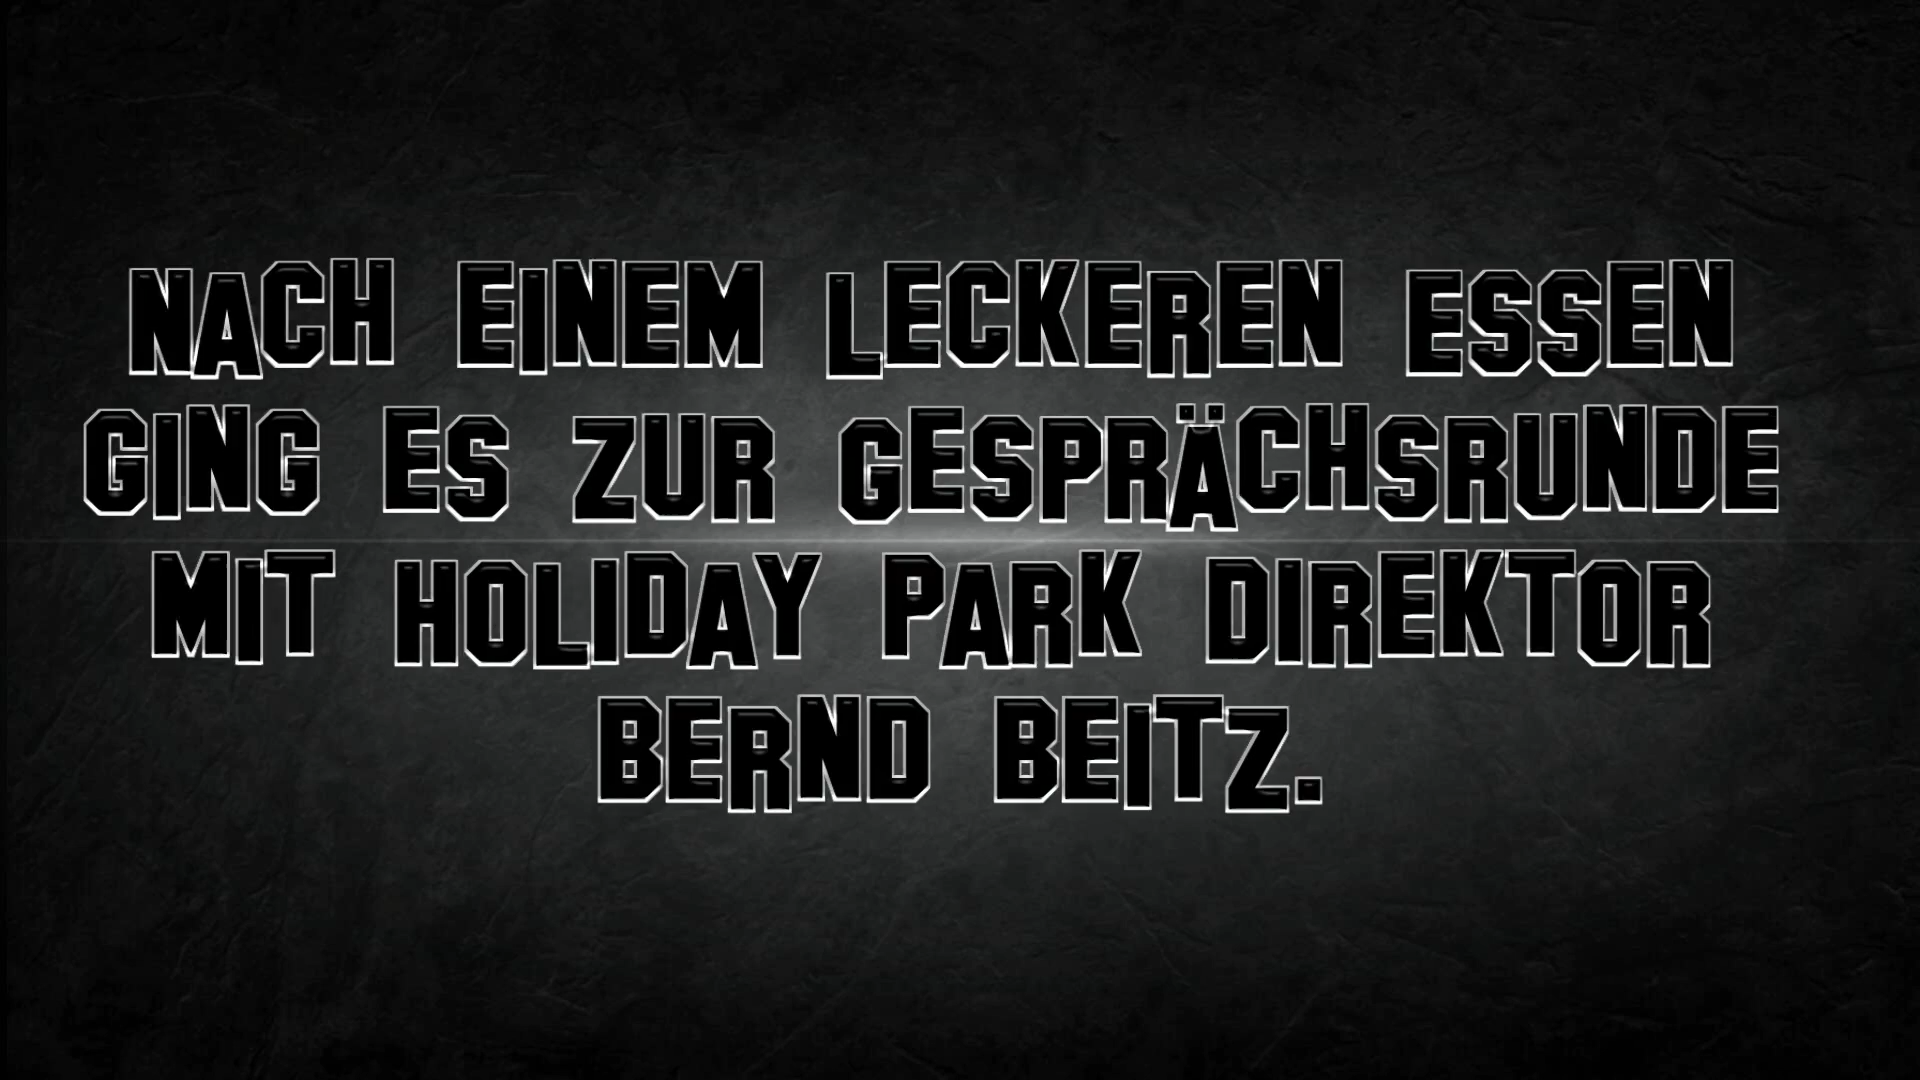 NACH EINEM LECKEREN ESSEN
GING ES ZUR GESPRÄCHSRUNDE
MIT HOLIDAY PARK DIREKTOR
BERND BEITZ.